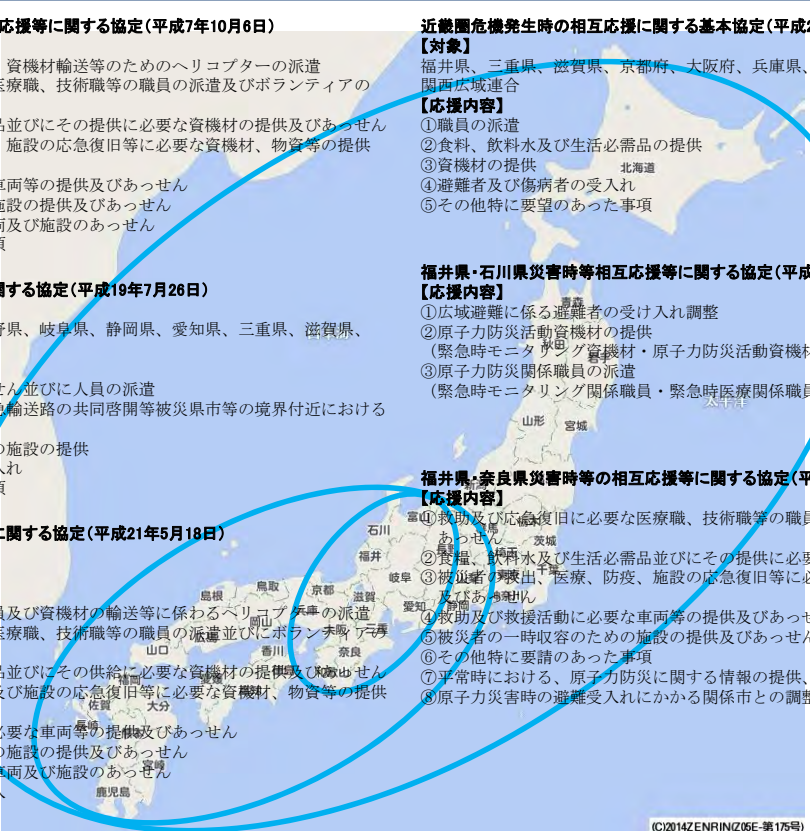 応援等に関する協定（平成7年10月6日）
資機材輸送等のためのヘリコプターの派遣
医療職、技術職等の職員の派遣及びボランティアの
品並びにその提供に必要な資機材の提供及びあっせん
施設の応急復旧等に必要な資機材、物資等の提供
車両等の提供及びあっせん
施設の提供及びあっせん
両及び施設のあっせん
項
関する協定（平成19年7月26日）
野県、岐阜県、静岡県、愛知県、三重県、滋賀県、
せん並びに人員の派遣
急輸送路の共同啓開等被災県市等の境界付近における
の施設の提供
入れ
項
に関する協定（平成21年5月18日）
員及び資機材の輸送等に係わるヘリコプターの派遣
医療職、技術職等の職員の派遣並びにボランティアの
品並びにその供給に必要な資機材の提供及びあっせん
及び施設の応急復旧等に必要な資機材、物資等の提供
必要な車両等の提供及びあっせん
の施設の提供及びあっせん
車両及び施設のあっせん
近畿圏危機発生時の相互応援に関する基本協定（平成2
【対象】
福井県、三重県、滋賀県、京都府、大阪府、兵庫県、
関西広域連合
【応援内容】
①職員の派遣
②食料、飲料水及び生活必需品の提供
③資機材の提供
④避難者及び傷病者の受入れ
⑤その他特に要望のあった事項
福井県・石川県災害時等相互応援等に関する協定（平成
【応援内容】
①広域避難に係る避難者の受け入れ調整
②原子力防災活動資機材の提供
（緊急時モニタリング資機材・原子力防災活動資機材
③原子力防災関係職員の派遣
（緊急時モニタリング関係職員・緊急時医療関係職員
福井県・奈良県災害時等の相互応援等に関する協定（平
【応援内容】
①救助及び応急復旧に必要な医療職、技術職等の職員
あっせん
②食糧、飲料水及び生活必需品並びにその提供に必要
③被災者の救出、医療、防疫、施設の応急復旧等に必
及びあっせん
④救助及び救援活動に必要な車両等の提供及びあっせ
⑤被災者の一時収容のための施設の提供及びあっせん
⑥その他特に要請のあった事項
⑦平常時における、原子力防災に関する情報の提供、
⑧原子力災害時の避難受入れにかかる関係市との調整
北海道
青森
秋田
岩手
太平洋
山形
宮城
新潟
富山
石川
福井
長野
茨城
岐阜
千葉
鳥取
島根
京都
滋賀
愛知
静岡
兵庫
岡山
広島
大阪
三重
山口
香川
奈良
和歌山
福岡
佐賀
大分
長崎
宮崎
鹿児島
(C)2014ZENRIN(Z05E-第175号)